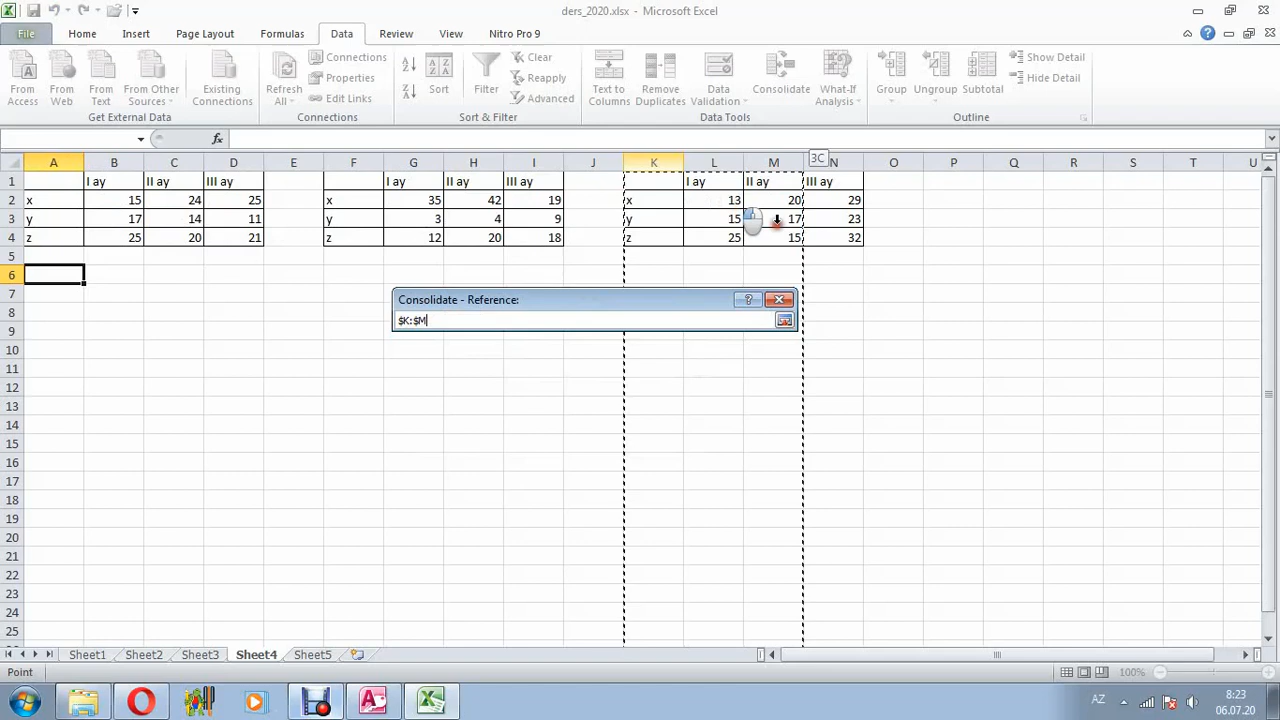 ders_2020.xlsx - Microsoft Excel
File Home Insert Page Layout Formulas Data Review View Nitro Pro 9
From Access
From Web
From Text
From Other Sources
Existing Connections
Get External Data
Refresh All
Connections
Properties
Edit Links
Connections
Sort
Filter
Clear
Reapply
Advanced
Sort & Filter
Text to Columns
Remove Duplicates
Data Validation
Consolidate
What-If Analysis
Data Tools
Group
Ungroup
Subtotal
Show Detail
Hide Detail
Outline
fx
3C
A B C D E F G H I J K L M N O P Q R S T U
1 I ay II ay III ay I ay II ay III ay I ay II ay III ay
2 x 15 24 25 x 35 42 19 x 13 20 29
3 y 17 14 11 y 3 4 9 y 15 17 23
4 z 25 20 21 z 12 20 18 z 25 15 32
5
6
7
8
9
10
11
12
13
14
15
16
17
18
19
20
21
22
23
24
25
Consolidate - Reference:
$K:$M
Sheet1 Sheet2 Sheet3 Sheet4 Sheet5
Point 100%
AZ 8:23
06.07.20